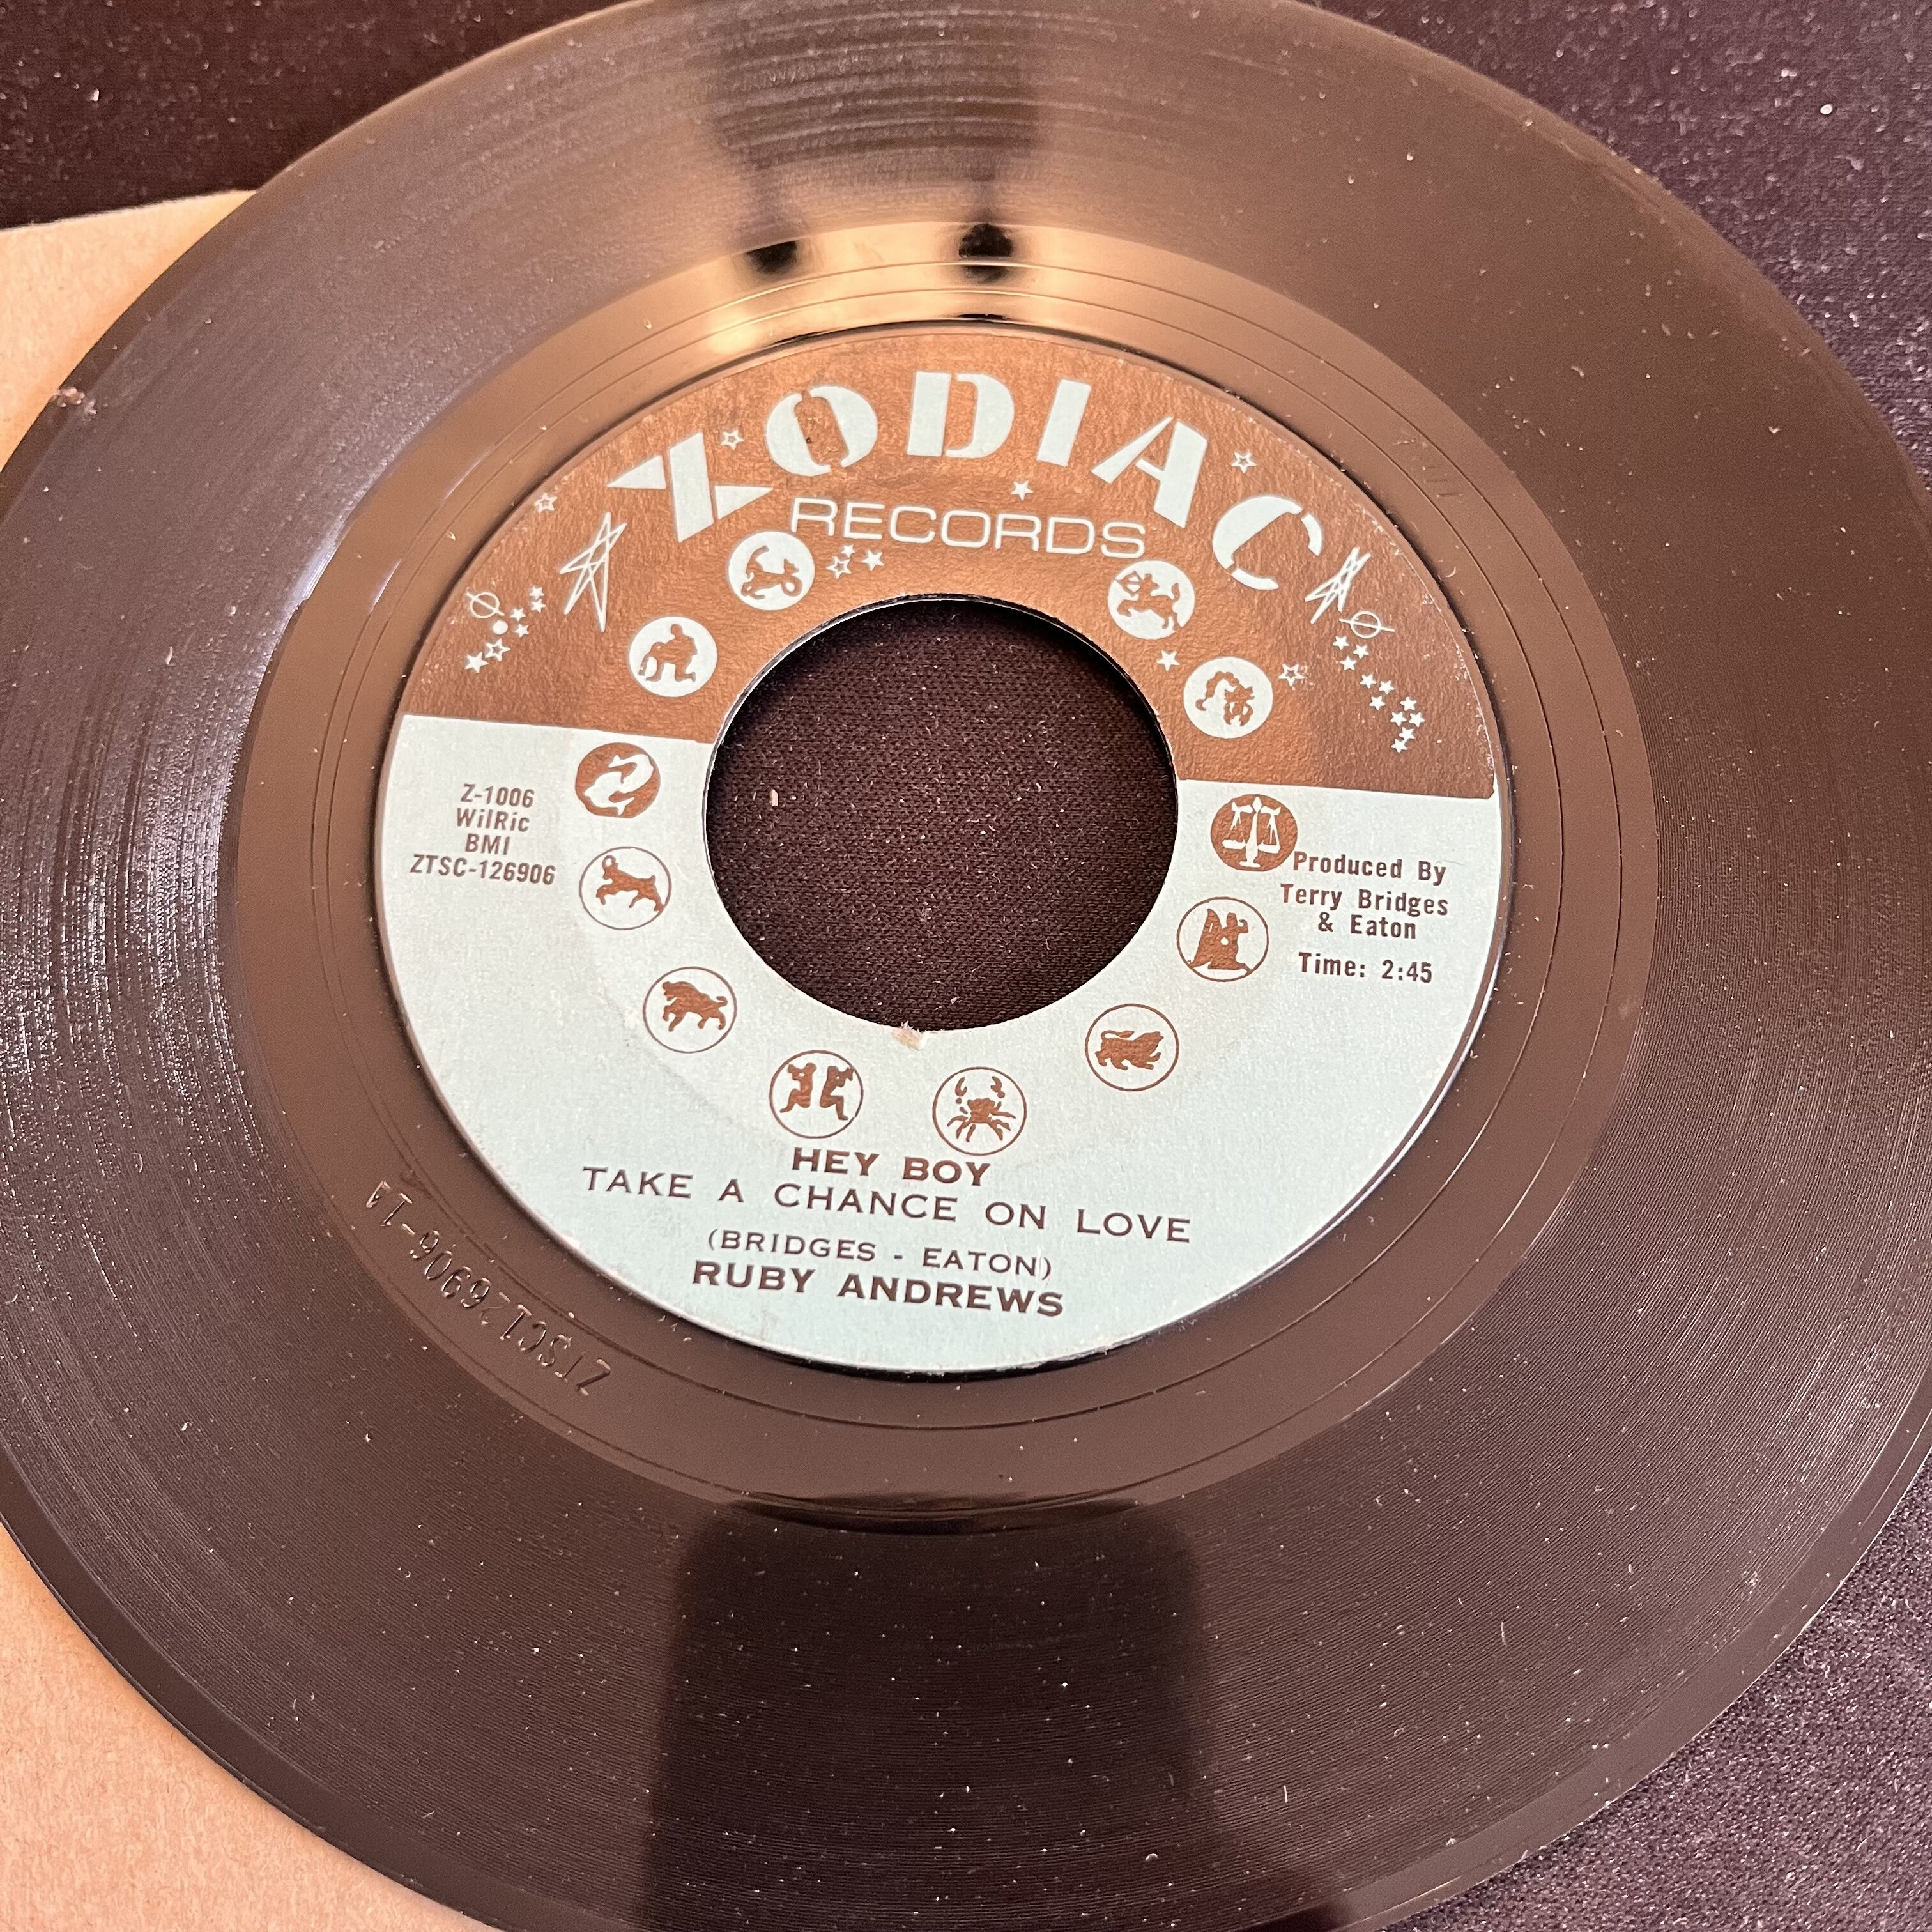 ZODIAC
RECORDS
Z-1006
WilRic
BMI
ZTSC-126906
Produced By
Terry Bridges
& Eaton
Time: 2:45
HEY BOY
TAKE A CHANCE ON LOVE
(BRIDGES - EATON)
RUBY ANDREWS
ZTSC126906-1A